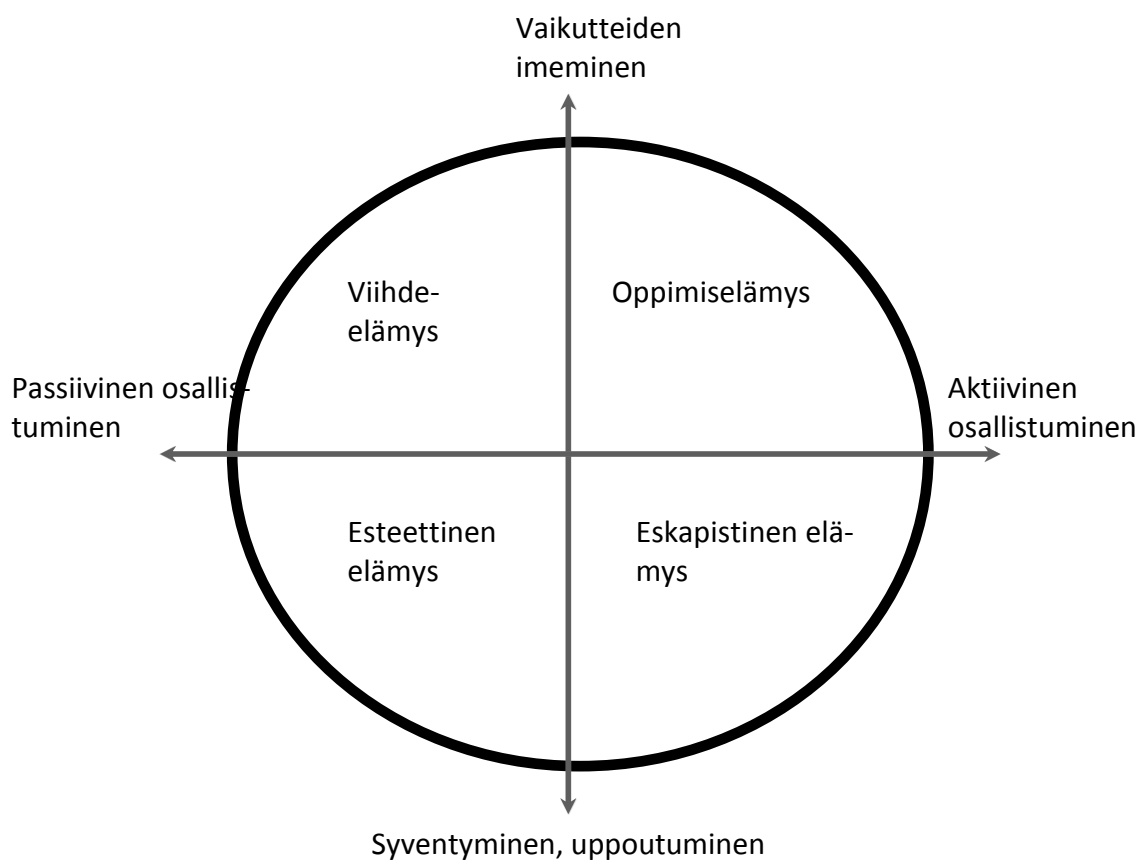 Vaikutteiden
imeminen
Viihde-
elämys
Oppimiselämys
Passiivinen osallis-
tuminen
Aktiivinen
osallistuminen
Esteettinen
elämys
Eskapistinen elä-
mys
Syventyminen, uppoutuminen